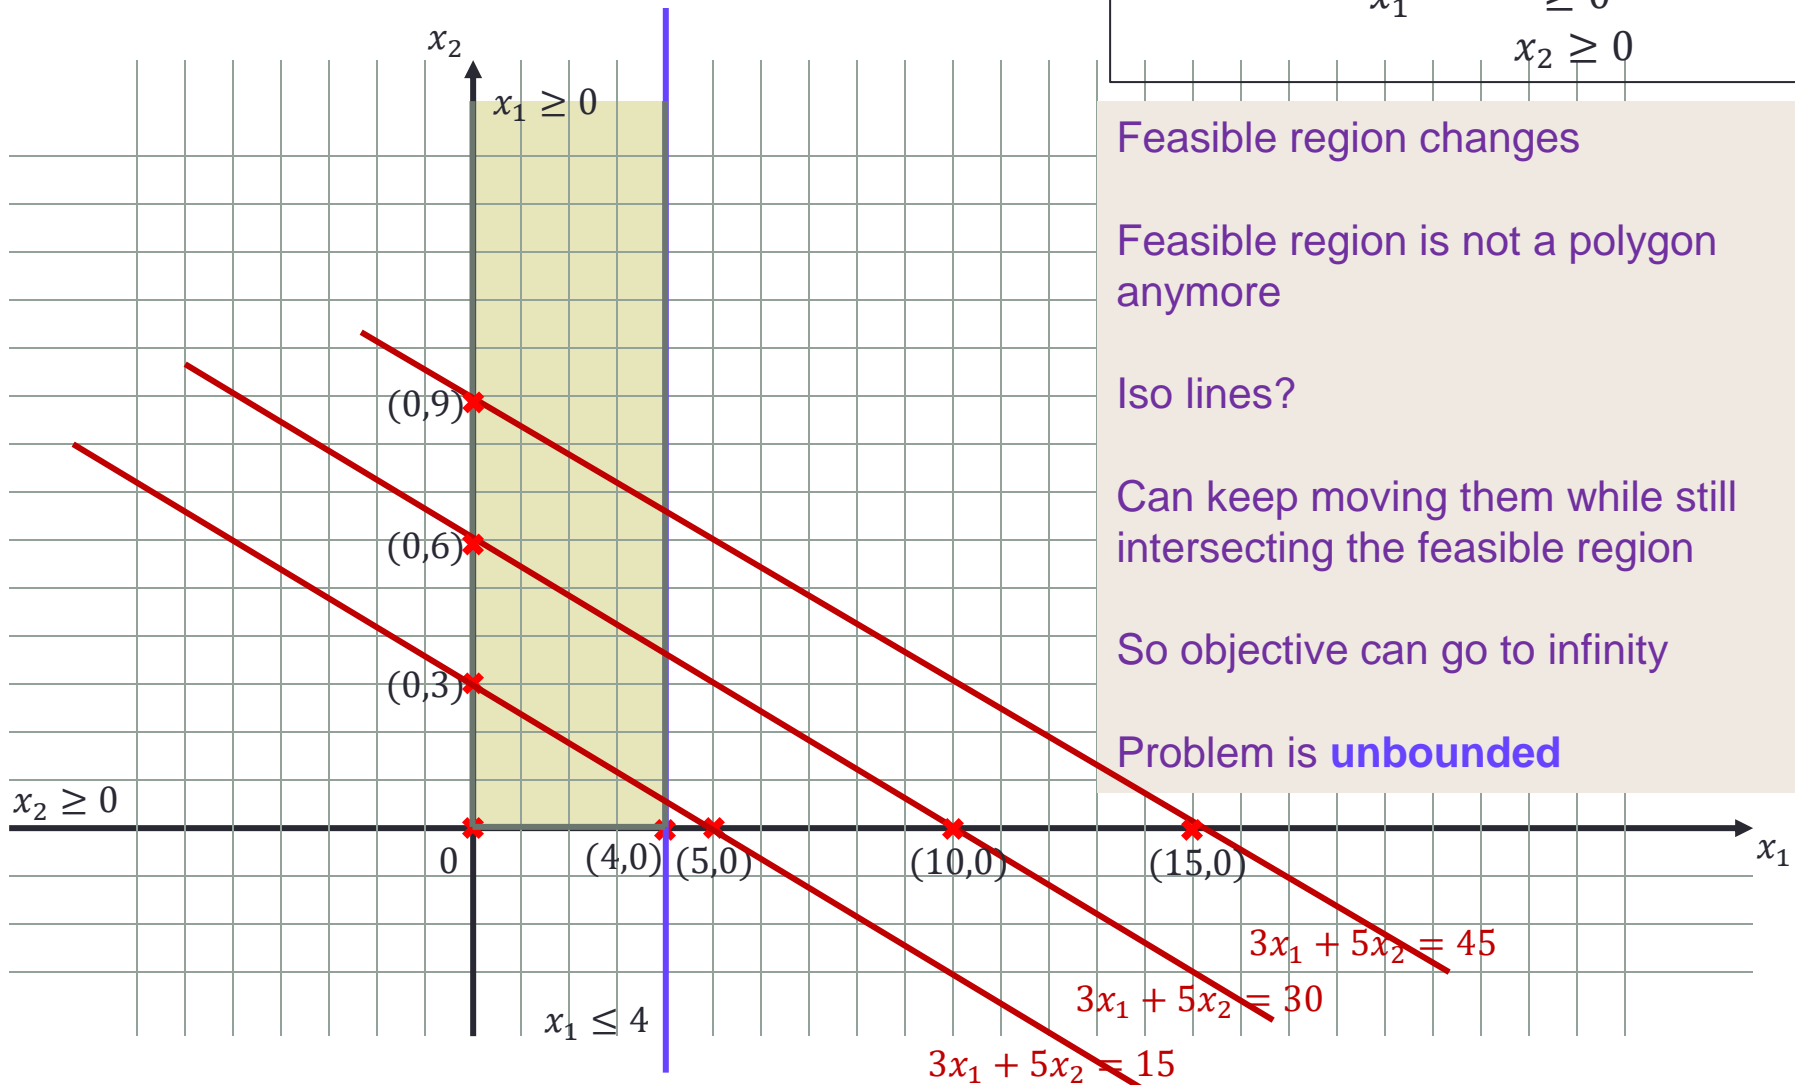 x₁ ≥ 0
x₂ ≥ 0
x₂
x₁ ≥ 0
Feasible region changes
Feasible region is not a polygon
anymore
Iso lines?
(0,9)
Can keep moving them while still
intersecting the feasible region
(0,6)
So objective can go to infinity
(0,3)
Problem is unbounded
x₂ ≥ 0
0
(4,0)
(5,0)
(10,0)
(15,0)
x₁
3x₁ + 5x₂ = 45
3x₁ + 5x₂ = 30
x₁ ≤ 4
3x₁ + 5x₂ = 15